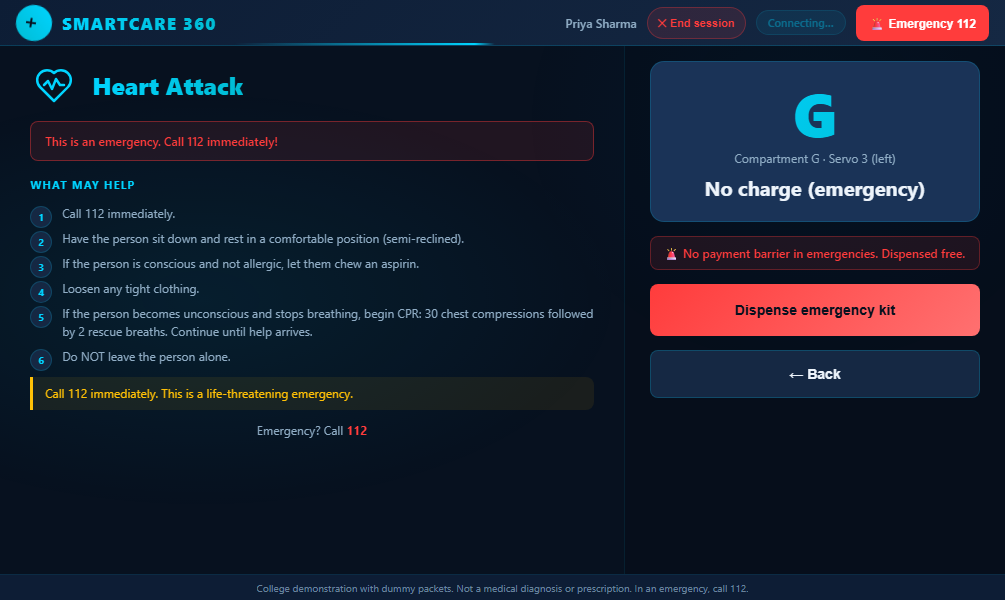 SMARTCARE 360
Priya Sharma
✕ End session
Connecting...
🚨 Emergency 112
Heart Attack
This is an emergency. Call 112 immediately!
WHAT MAY HELP
1 Call 112 immediately.
2 Have the person sit down and rest in a comfortable position (semi-reclined).
3 If the person is conscious and not allergic, let them chew an aspirin.
4 Loosen any tight clothing.
5 If the person becomes unconscious and stops breathing, begin CPR: 30 chest compressions followed
by 2 rescue breaths. Continue until help arrives.
6 Do NOT leave the person alone.
Call 112 immediately. This is a life-threatening emergency.
Emergency? Call 112
G
Compartment G · Servo 3 (left)
No charge (emergency)
🚨 No payment barrier in emergencies. Dispensed free.
Dispense emergency kit
← Back
College demonstration with dummy packets. Not a medical diagnosis or prescription. In an emergency, call 112.